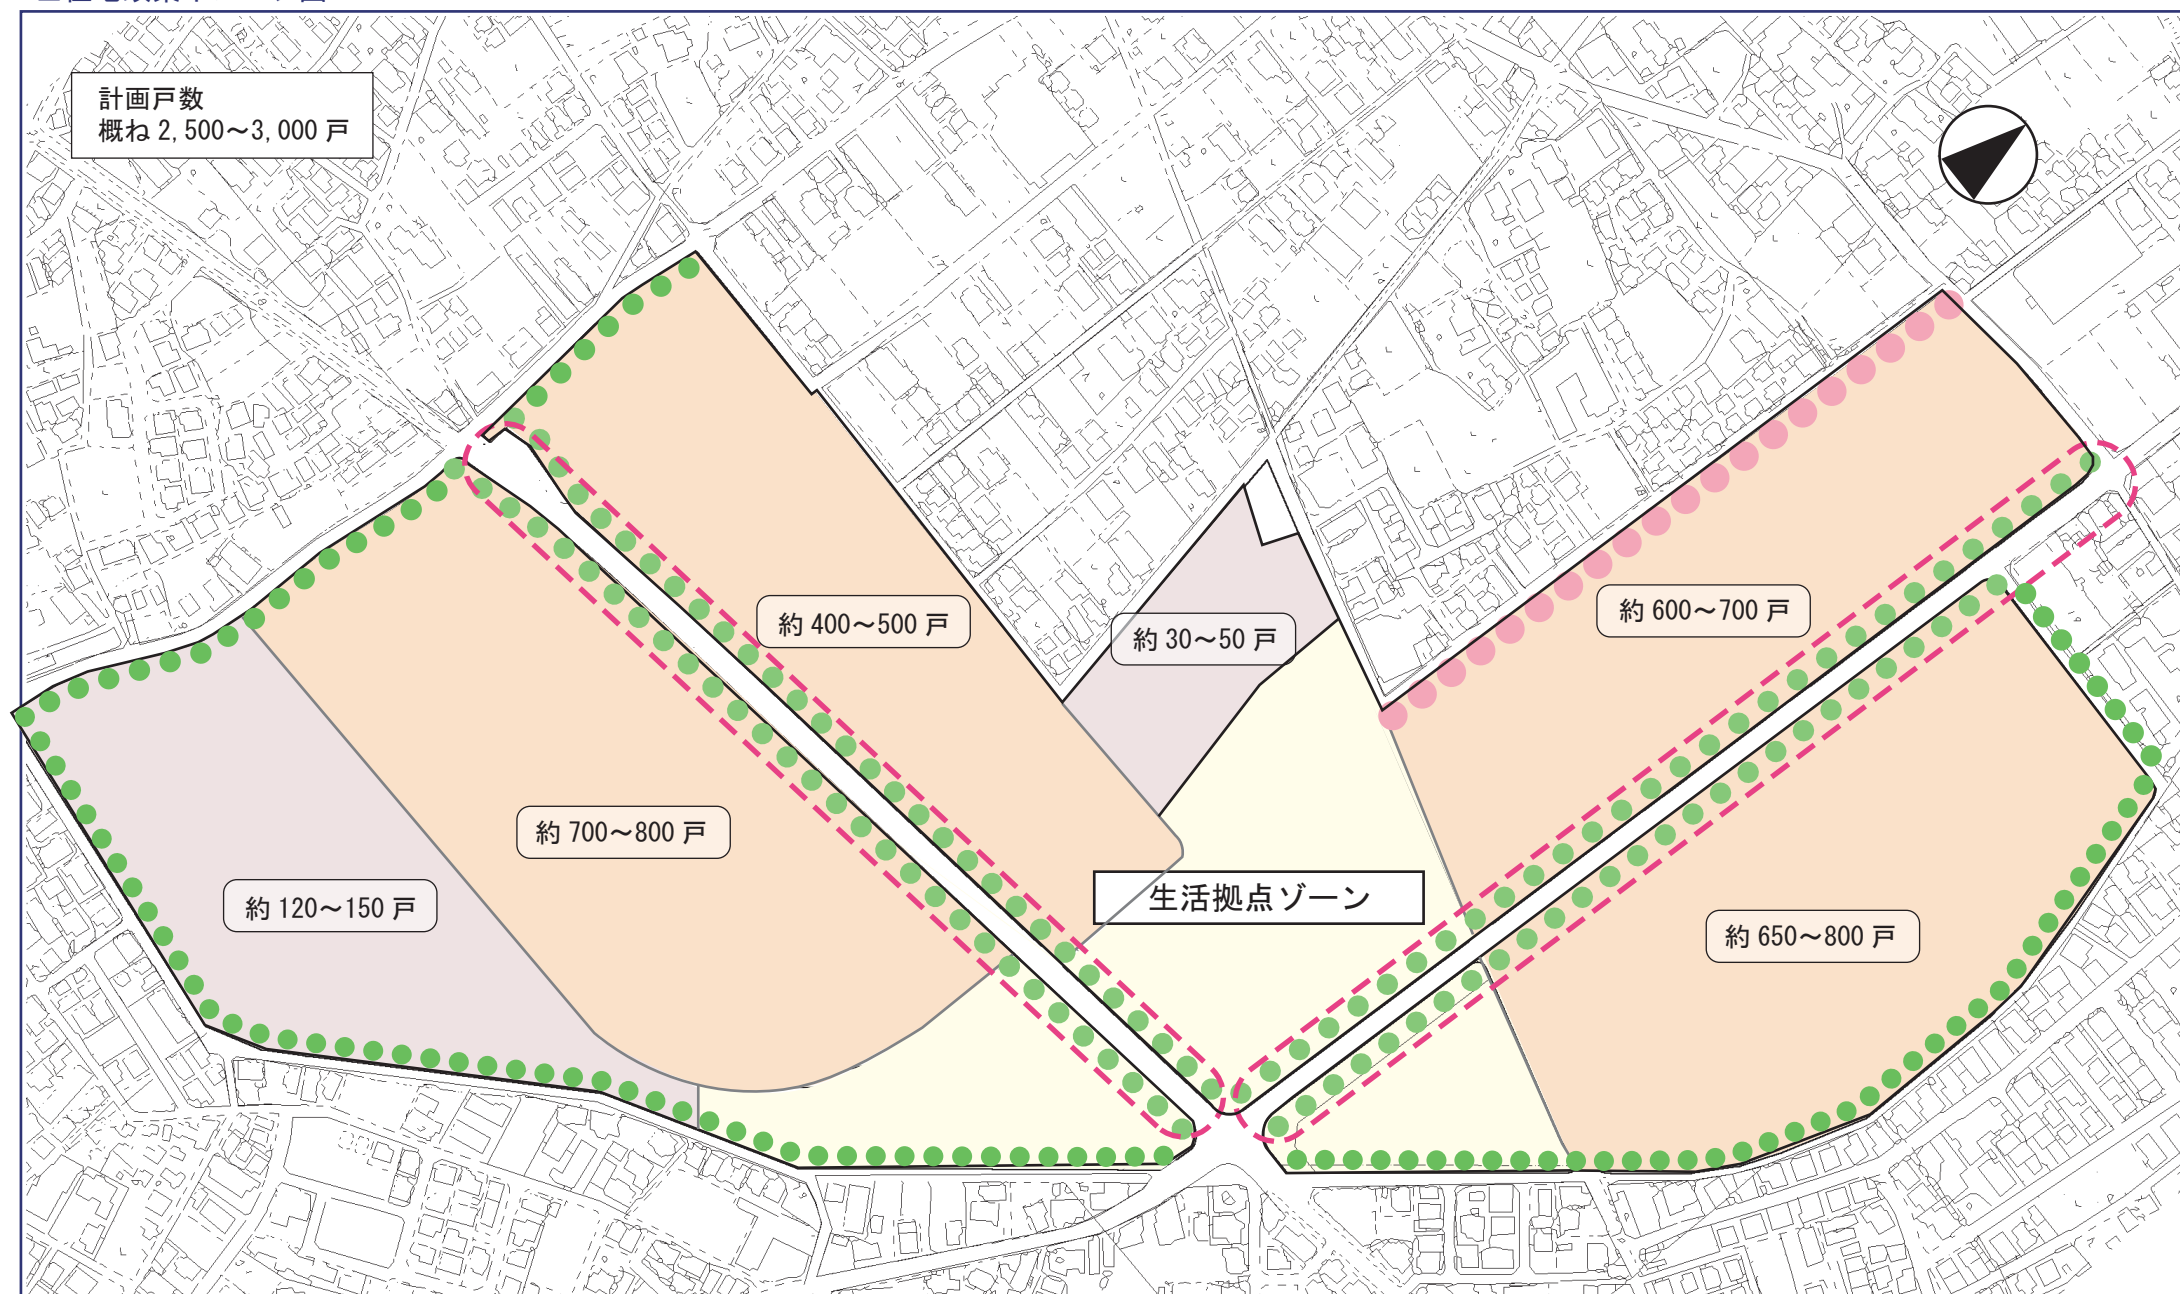 計画戸数
概ね 2,500～3,000 戸
約 400～500 戸
約 30～50 戸
約 600～700 戸
約 700～800 戸
約 120～150 戸
生活拠点ゾーン
約 650～800 戸